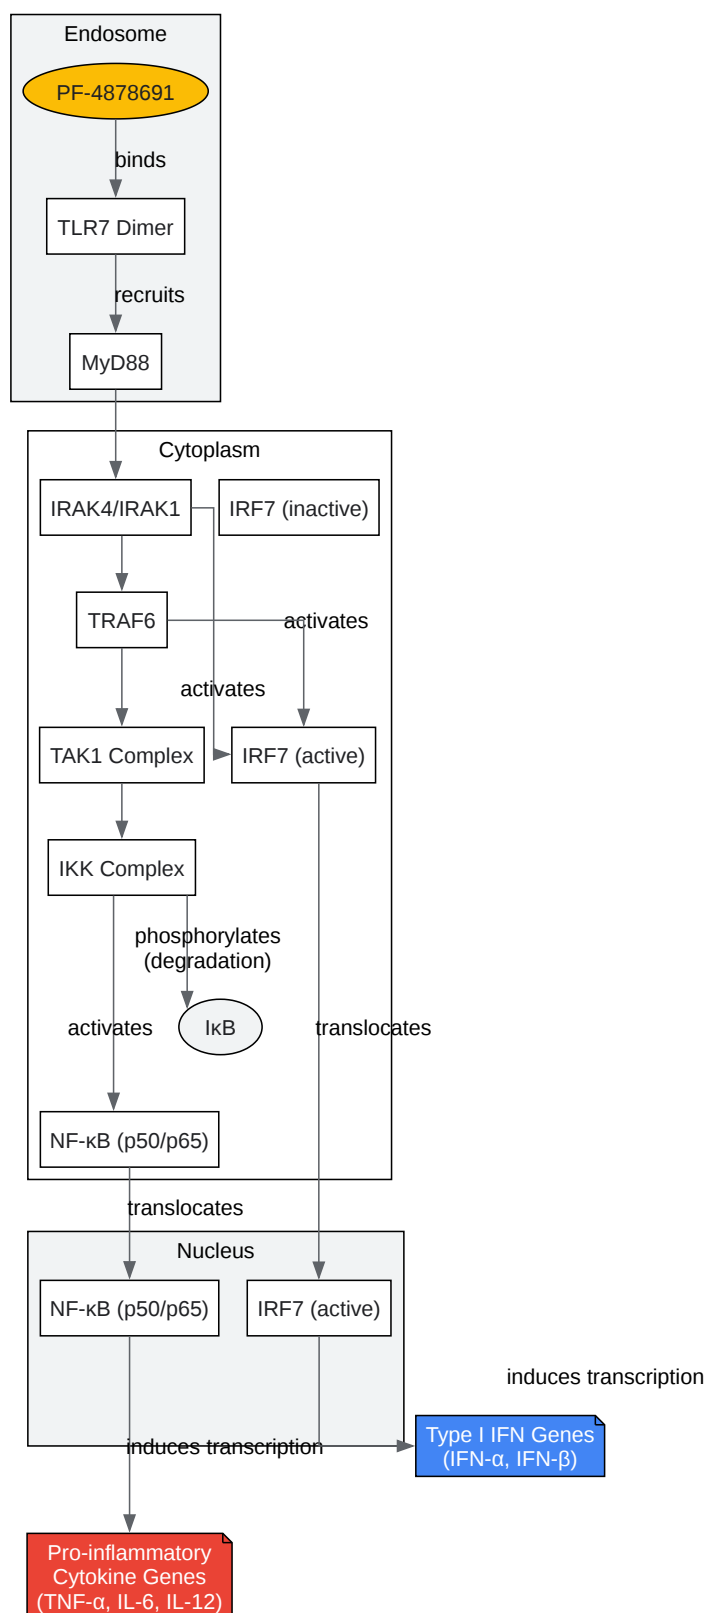 Endosome
PF-4878691
binds
TLR7 Dimer
recruits
MyD88
Cytoplasm
IRAK4/IRAK1
IRF7 (inactive)
TRAF6
activates
activates
TAK1 Complex
IRF7 (active)
IKK Complex
phosphorylates
(degradation)
activates
IκB
translocates
NF-κB (p50/p65)
translocates
Nucleus
NF-κB (p50/p65)
IRF7 (active)
induces transcription
Type I IFN Genes
(IFN-α, IFN-β)
induces transcription
Pro-inflammatory
Cytokine Genes
(TNF-α, IL-6, IL-12)